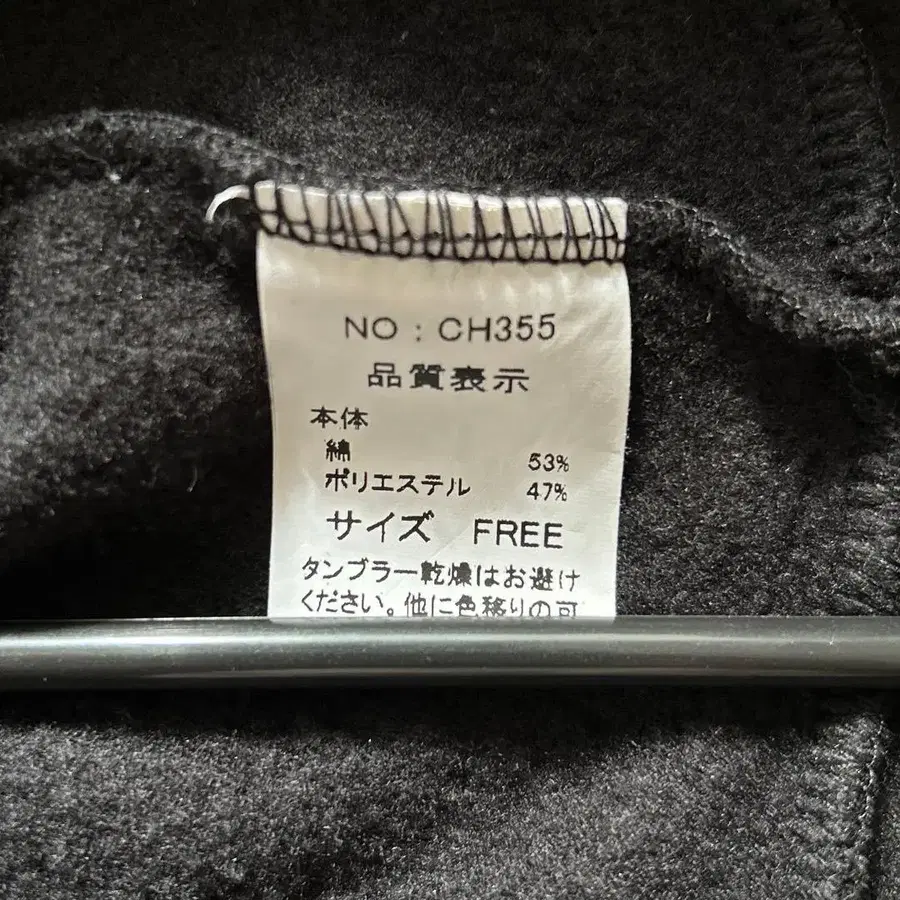 NO : CH355
品質表示
本体
綿 53%
ポリエステル 47%
サイズ FREE
タンブラー乾燥はお避け
ください。他に色移りの可